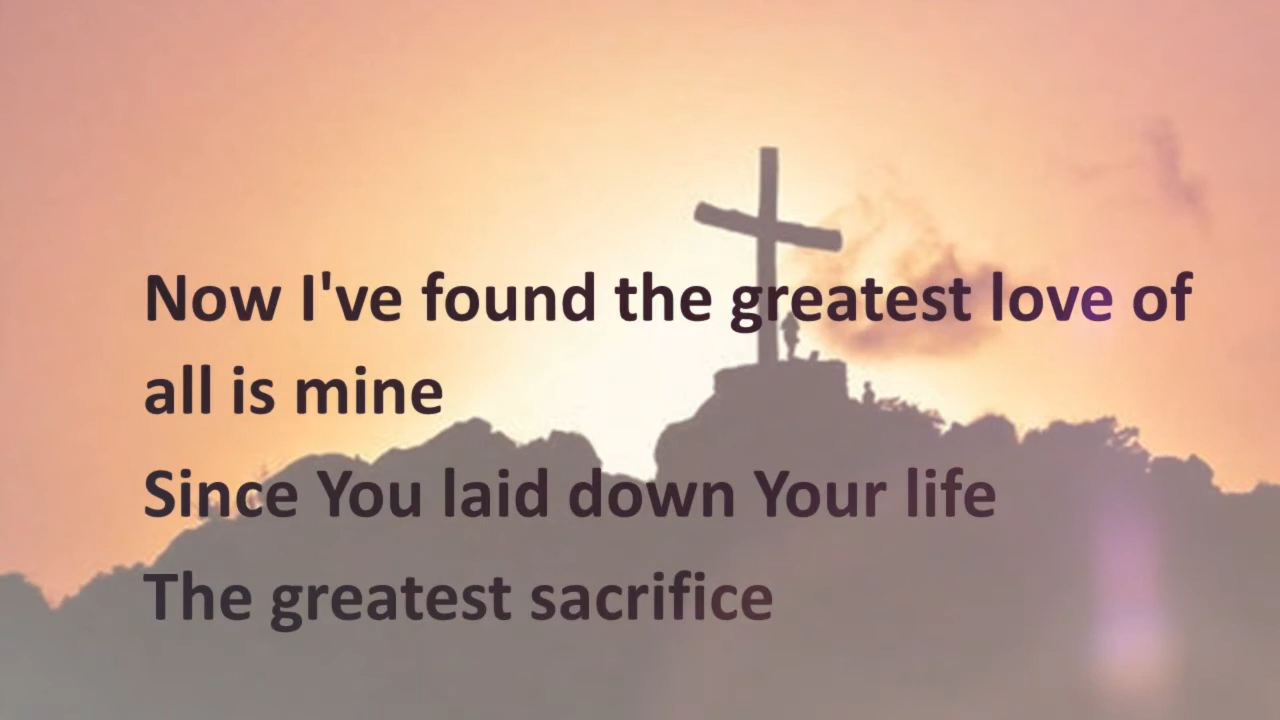 Now I've found the greatest love of
all is mine
Since You laid down Your life
The greatest sacrifice